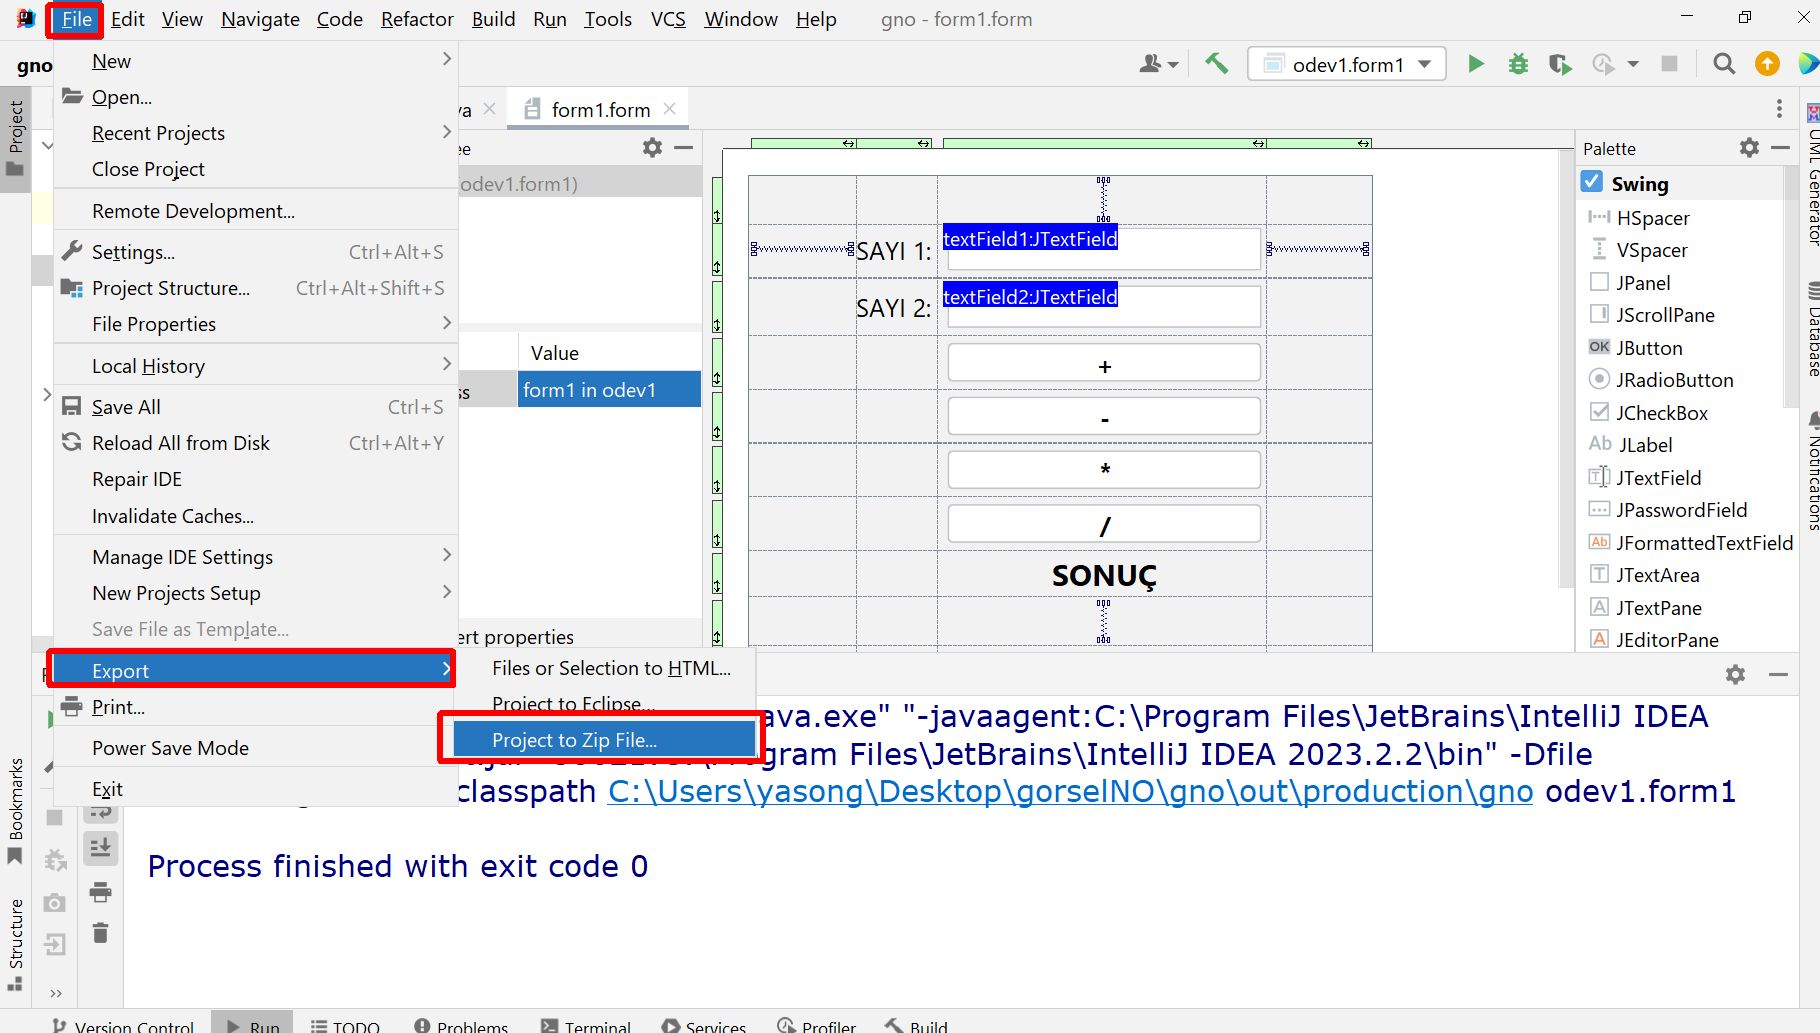 File Edit View Navigate Code Refactor Build Run Tools VCS Window Help gno - form1.form
gno
odev1.form1
New
Open...
Recent Projects
Close Project
Remote Development...
Settings... Ctrl+Alt+S
Project Structure... Ctrl+Alt+Shift+S
File Properties
Local History
Save All Ctrl+S
Reload All from Disk Ctrl+Alt+Y
Repair IDE
Invalidate Caches...
Manage IDE Settings
New Projects Setup
Save File as Template...
Export
Print...
Power Save Mode
Exit
Files or Selection to HTML...
Project to Eclipse...
Project to Zip File...
Project
Bookmarks
Structure
va
form1.form
ee
(odev1.form1)
Value
ss form1 in odev1
ert properties
SAYI 1: textField1:JTextField
SAYI 2: textField2:JTextField
+
-
*
/
SONUÇ
Palette
Swing
HSpacer
VSpacer
JPanel
JScrollPane
OK JButton
JRadioButton
JCheckBox
Ab JLabel
JTextField
JPasswordField
Ab JFormattedTextField
JTextArea
JTextPane
JEditorPane
UML Generator
Database
Notifications
ava.exe" "-javaagent:C:\Program Files\JetBrains\IntelliJ IDEA
gram Files\JetBrains\IntelliJ IDEA 2023.2.2\bin" -Dfile
classpath C:\Users\yasong\Desktop\gorselNO\gno\out\production\gno odev1.form1
Process finished with exit code 0
Version Control Run TODO Problems Terminal Services Profiler Build